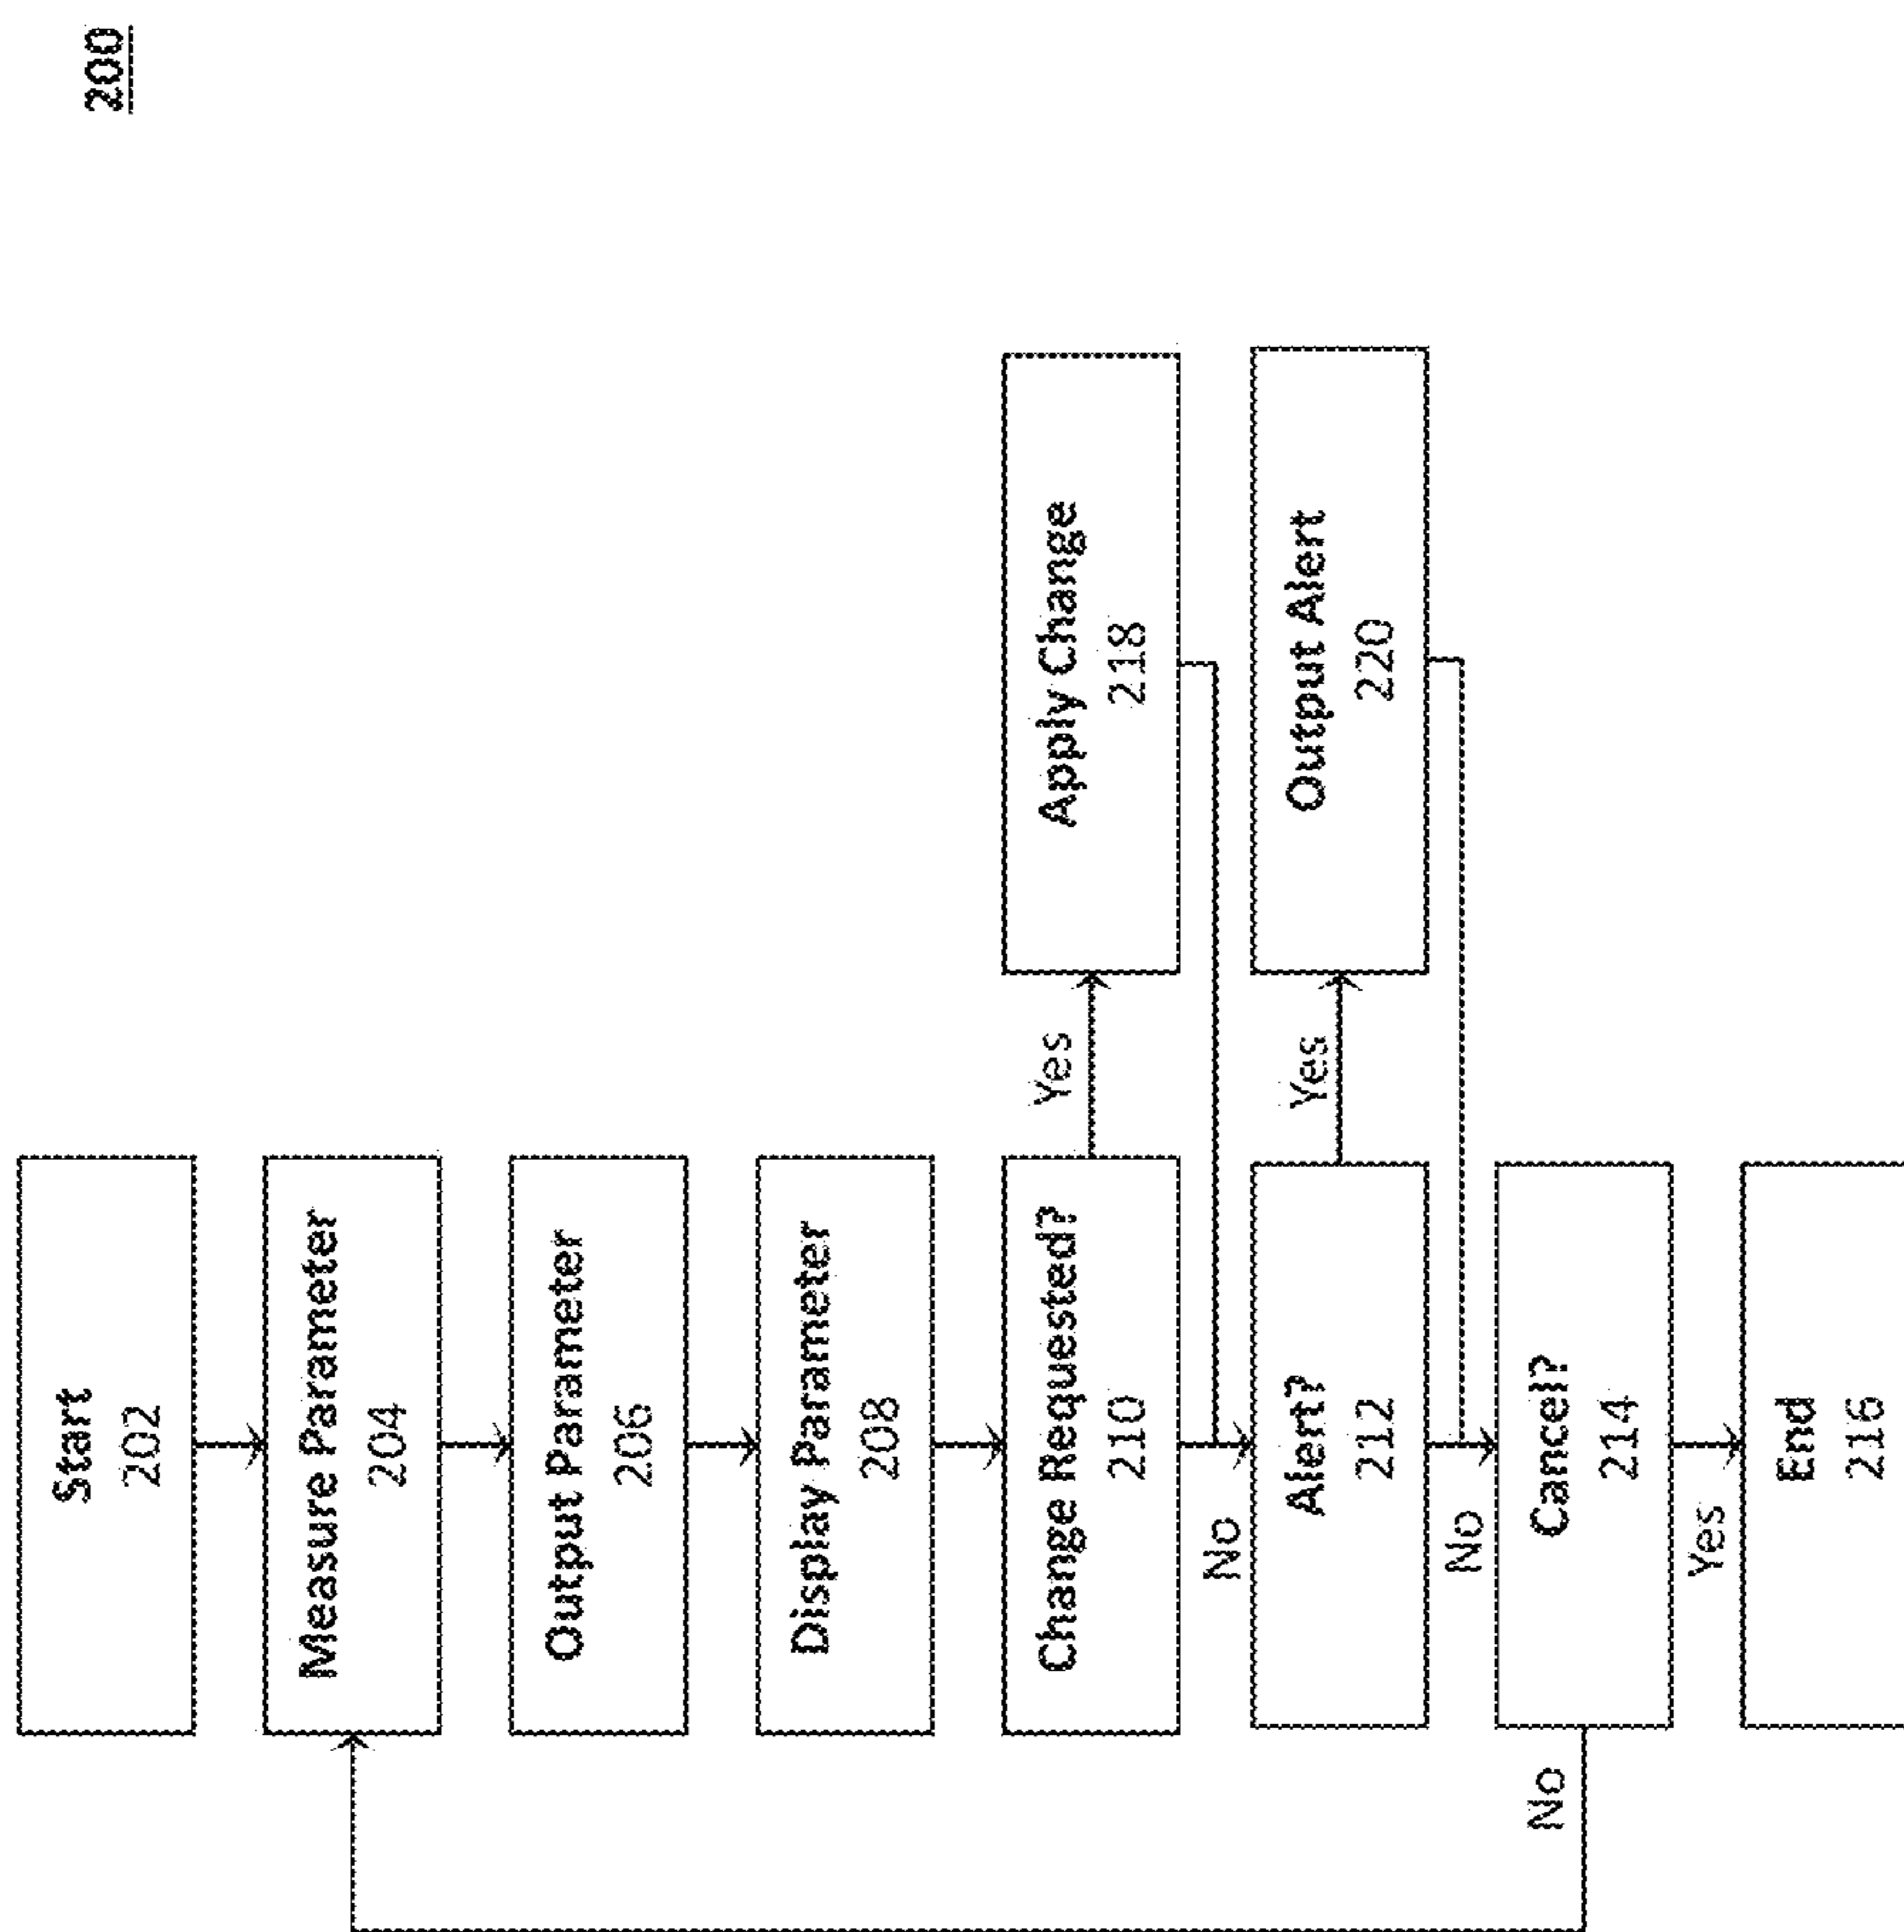 200
Start
202
Measure Parameter
204
Output Parameter
206
Display Parameter
208
Change Requested?
210
Yes
Apply Change
218
No
Alert?
212
Yes
Output Alert
220
No
Cancel?
214
No
Yes
End
216